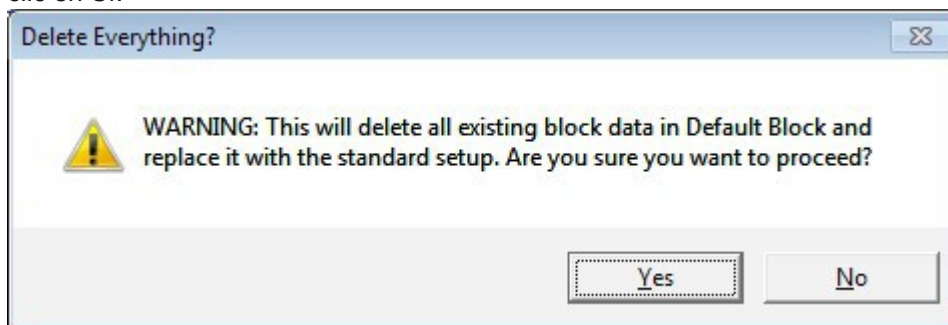 Delete Everything?
WARNING: This will delete all existing block data in Default Block and
replace it with the standard setup. Are you sure you want to proceed?
Yes
No